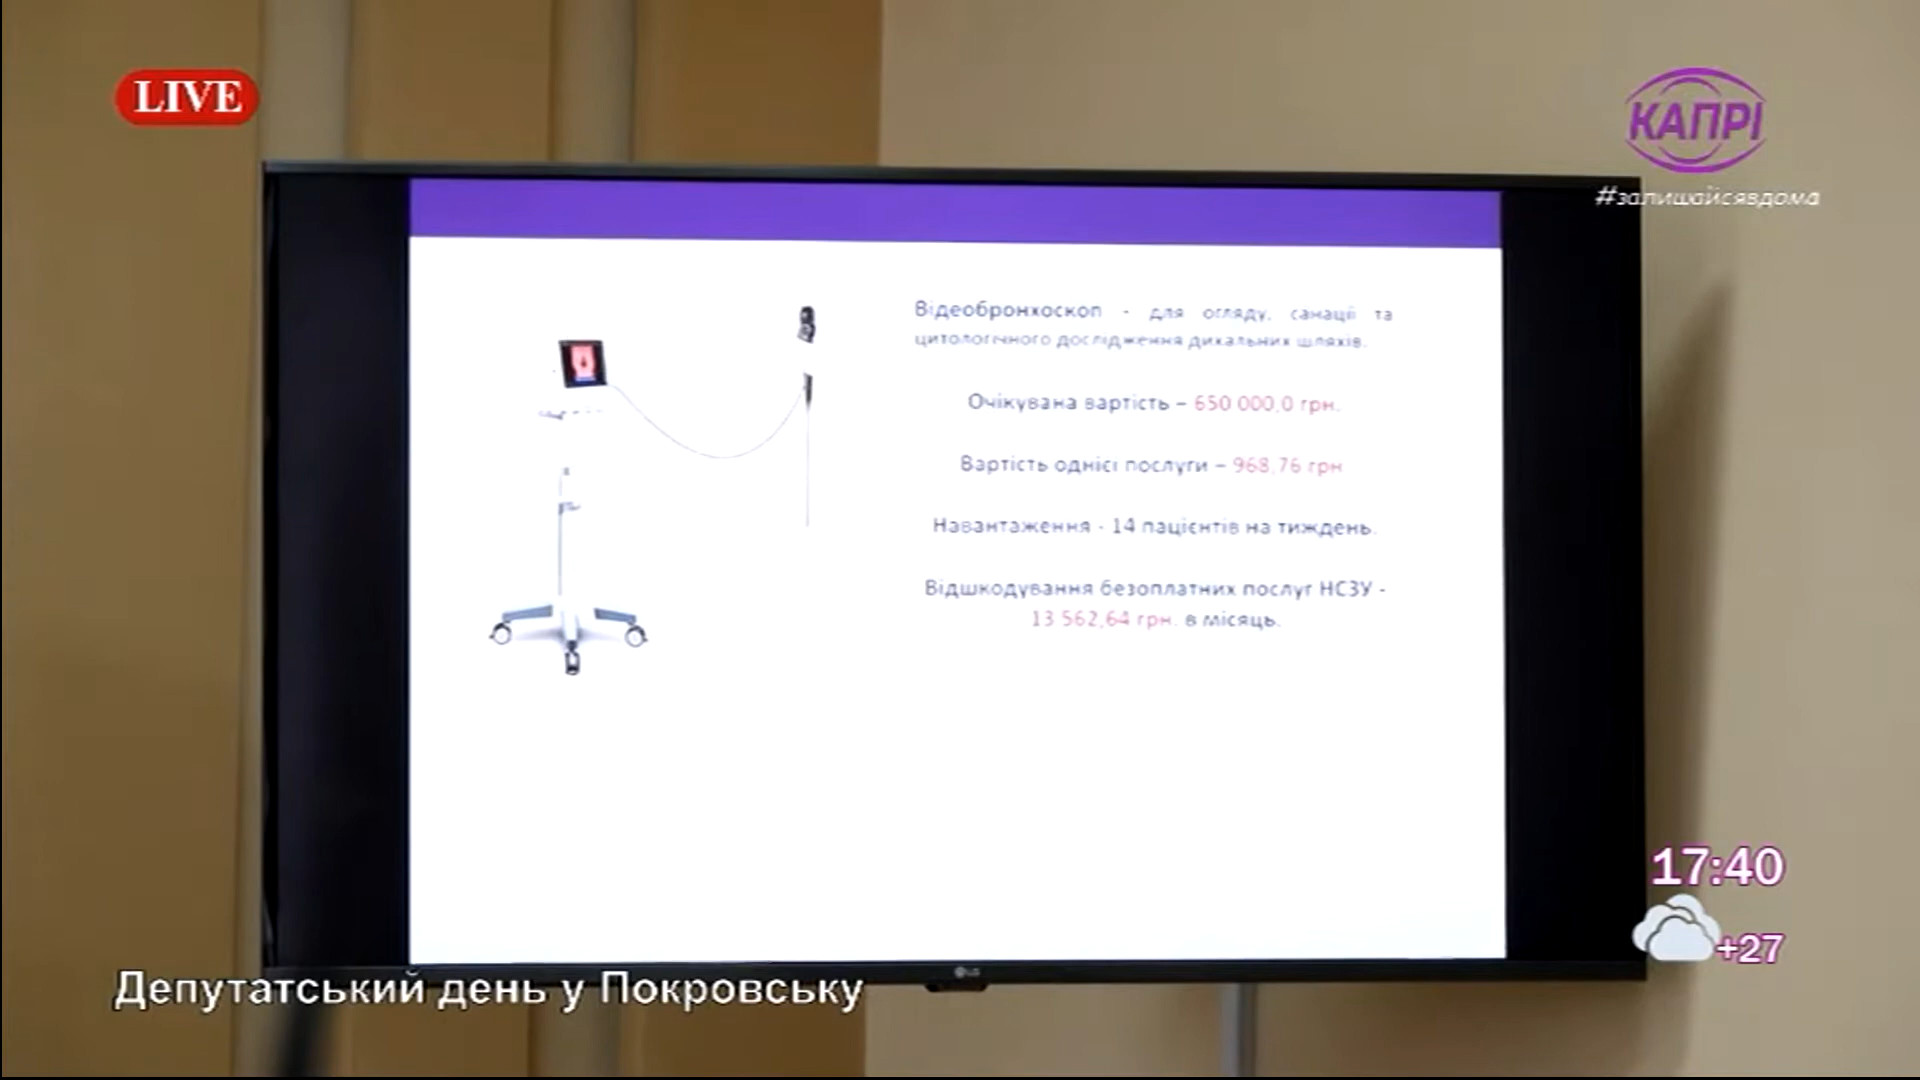 LIVE
КАПРІ
#залишайсявдома
Відеобронхоскоп - для огляду, санації та
цитологічного дослідження дихальних шляхів.
Очікувана вартість – 650 000,0 грн.
Вартість однієї послуги – 968,76 грн
Навантаження - 14 пацієнтів на тиждень.
Відшкодування безоплатних послуг НСЗУ -
13 562,64 грн. в місяць.
17:40
+27
LG
Депутатський день у Покровську